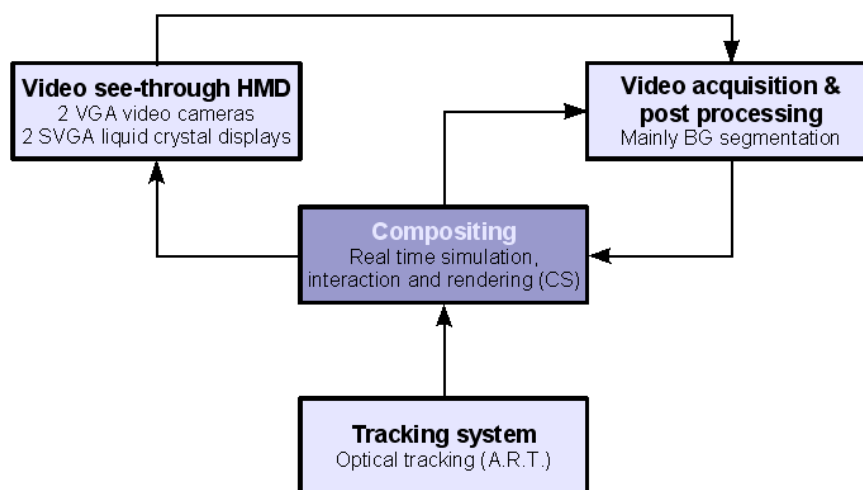 Video see-through HMD
2 VGA video cameras
2 SVGA liquid crystal displays
Video acquisition &
post processing
Mainly BG segmentation
Compositing
Real time simulation,
interaction and rendering (CS)
Tracking system
Optical tracking (A.R.T.)